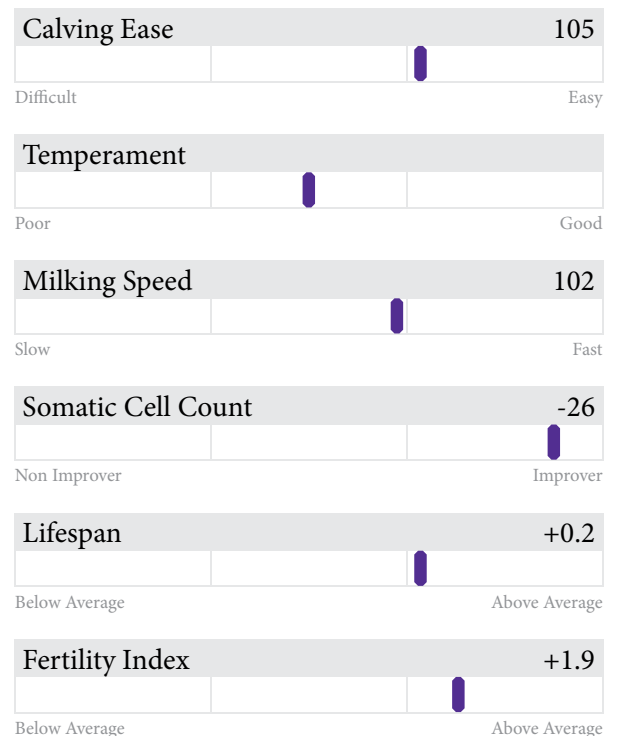 Calving Ease 105
Difficult Easy
Temperament
Poor Good
Milking Speed 102
Slow Fast
Somatic Cell Count -26
Non Improver Improver
Lifespan +0.2
Below Average Above Average
Fertility Index +1.9
Below Average Above Average